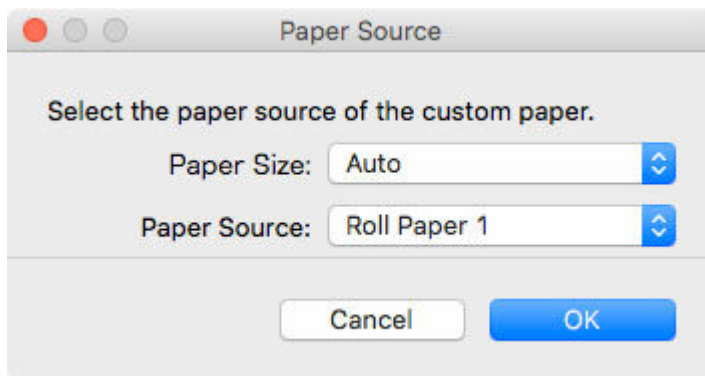 Paper Source
Select the paper source of the custom paper.
Paper Size: Auto
Paper Source: Roll Paper 1
Cancel OK